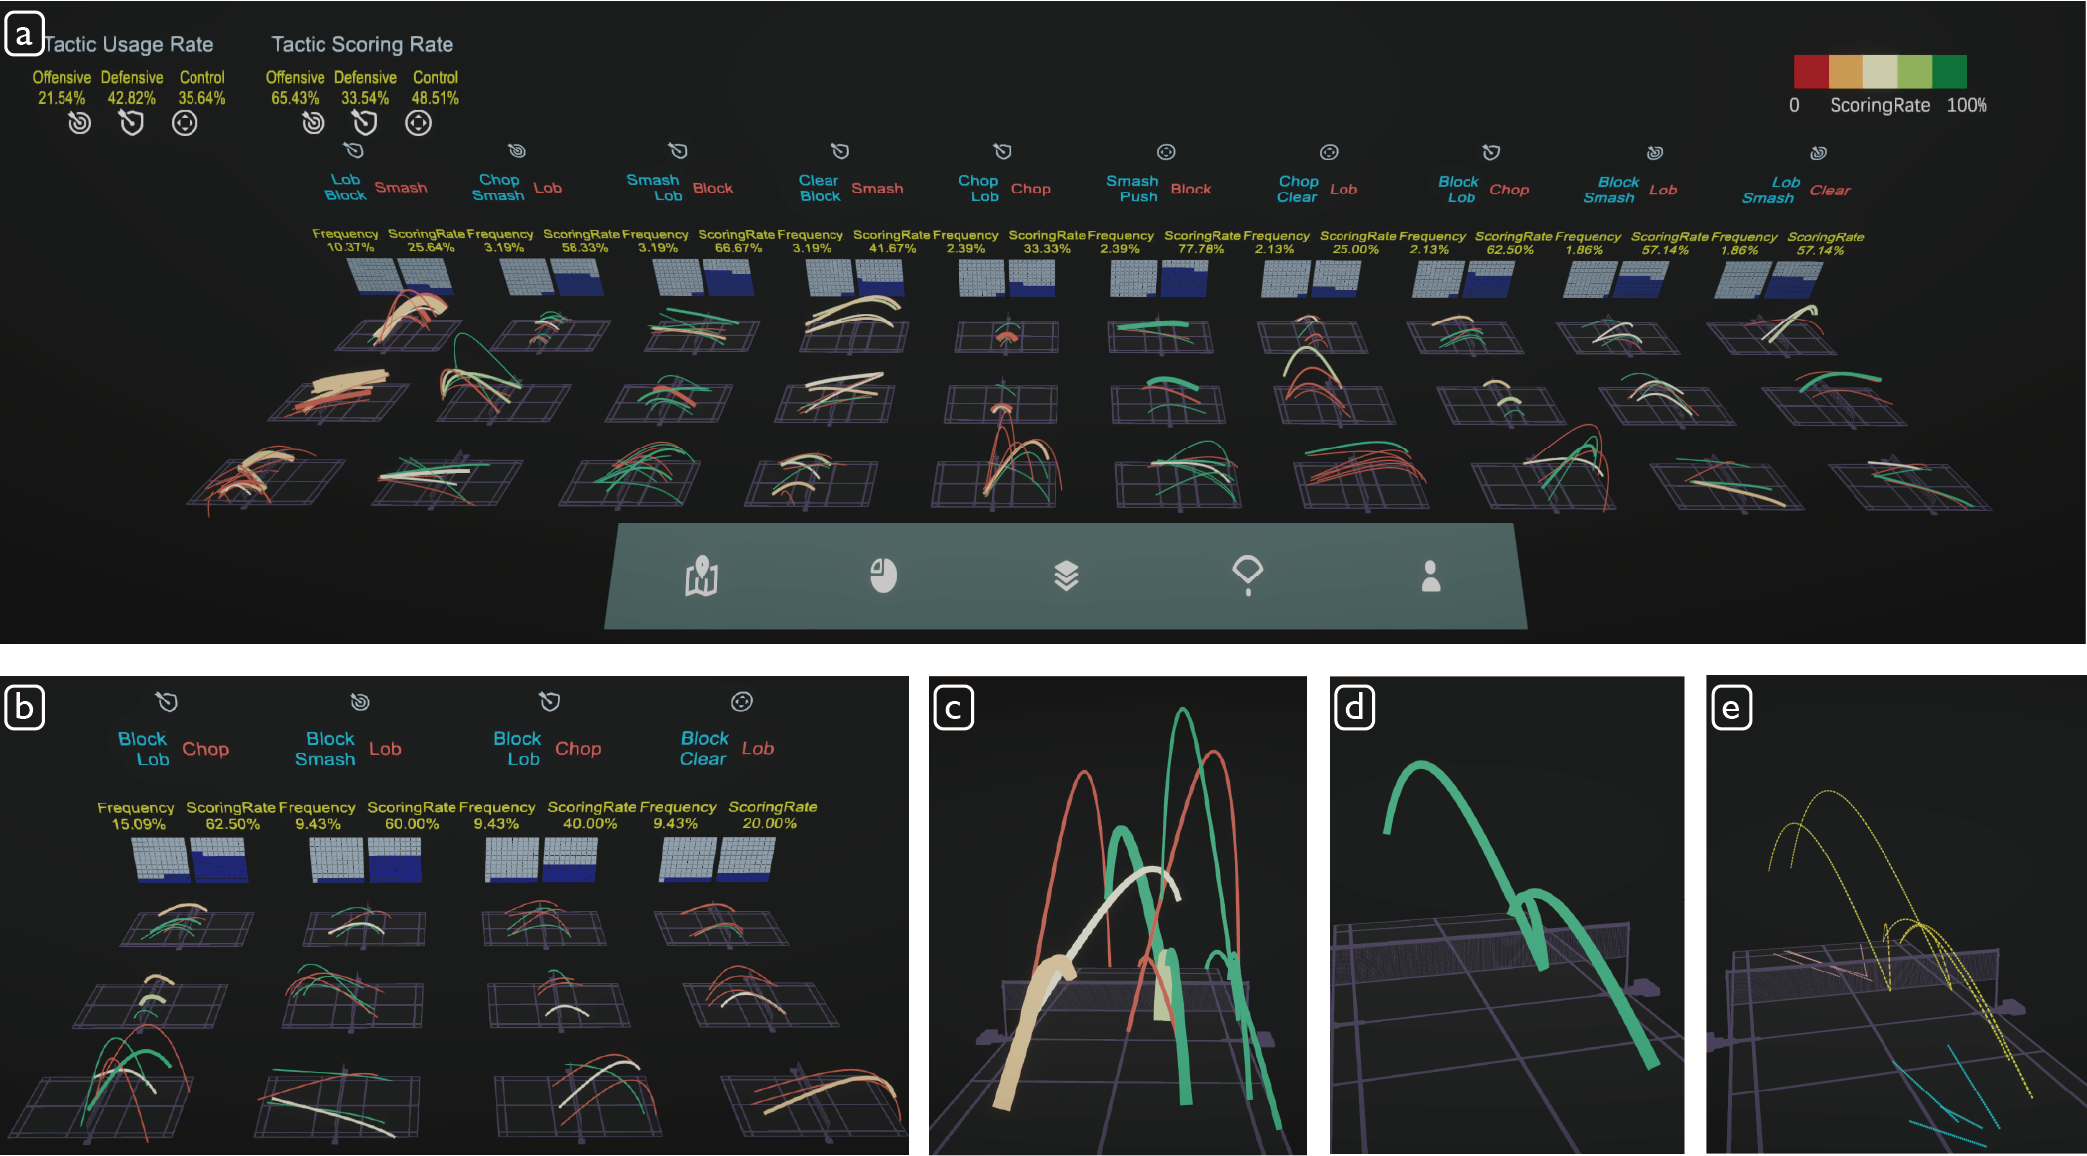 a
Tactic Usage Rate Tactic Scoring Rate
Offensive Defensive Control Offensive Defensive Control
21.54% 42.82% 35.64% 65.43% 33.54% 48.51%
0 ScoringRate 100%
Lob Block Smash
Chop Smash Lob
Smash Lob Block
Clear Block Smash
Chop Lob Chop
Smash Push Block
Chop Clear Lob
Block Lob Chop
Block Smash Lob
Lob Smash Clear
Frequency ScoringRate Frequency ScoringRate Frequency ScoringRate Frequency ScoringRate Frequency ScoringRate Frequency ScoringRate Frequency ScoringRate Frequency ScoringRate Frequency ScoringRate Frequency ScoringRate
10.37% 25.64% 3.19% 58.33% 3.19% 66.67% 3.19% 41.67% 2.39% 33.33% 2.39% 77.78% 2.13% 25.00% 2.13% 62.50% 1.86% 57.14% 1.86% 57.14%
b
Block Lob Chop
Block Smash Lob
Block Lob Chop
Block Clear Lob
Frequency ScoringRate Frequency ScoringRate Frequency ScoringRate Frequency ScoringRate
15.09% 62.50% 9.43% 60.00% 9.43% 40.00% 9.43% 20.00%
c
d
e